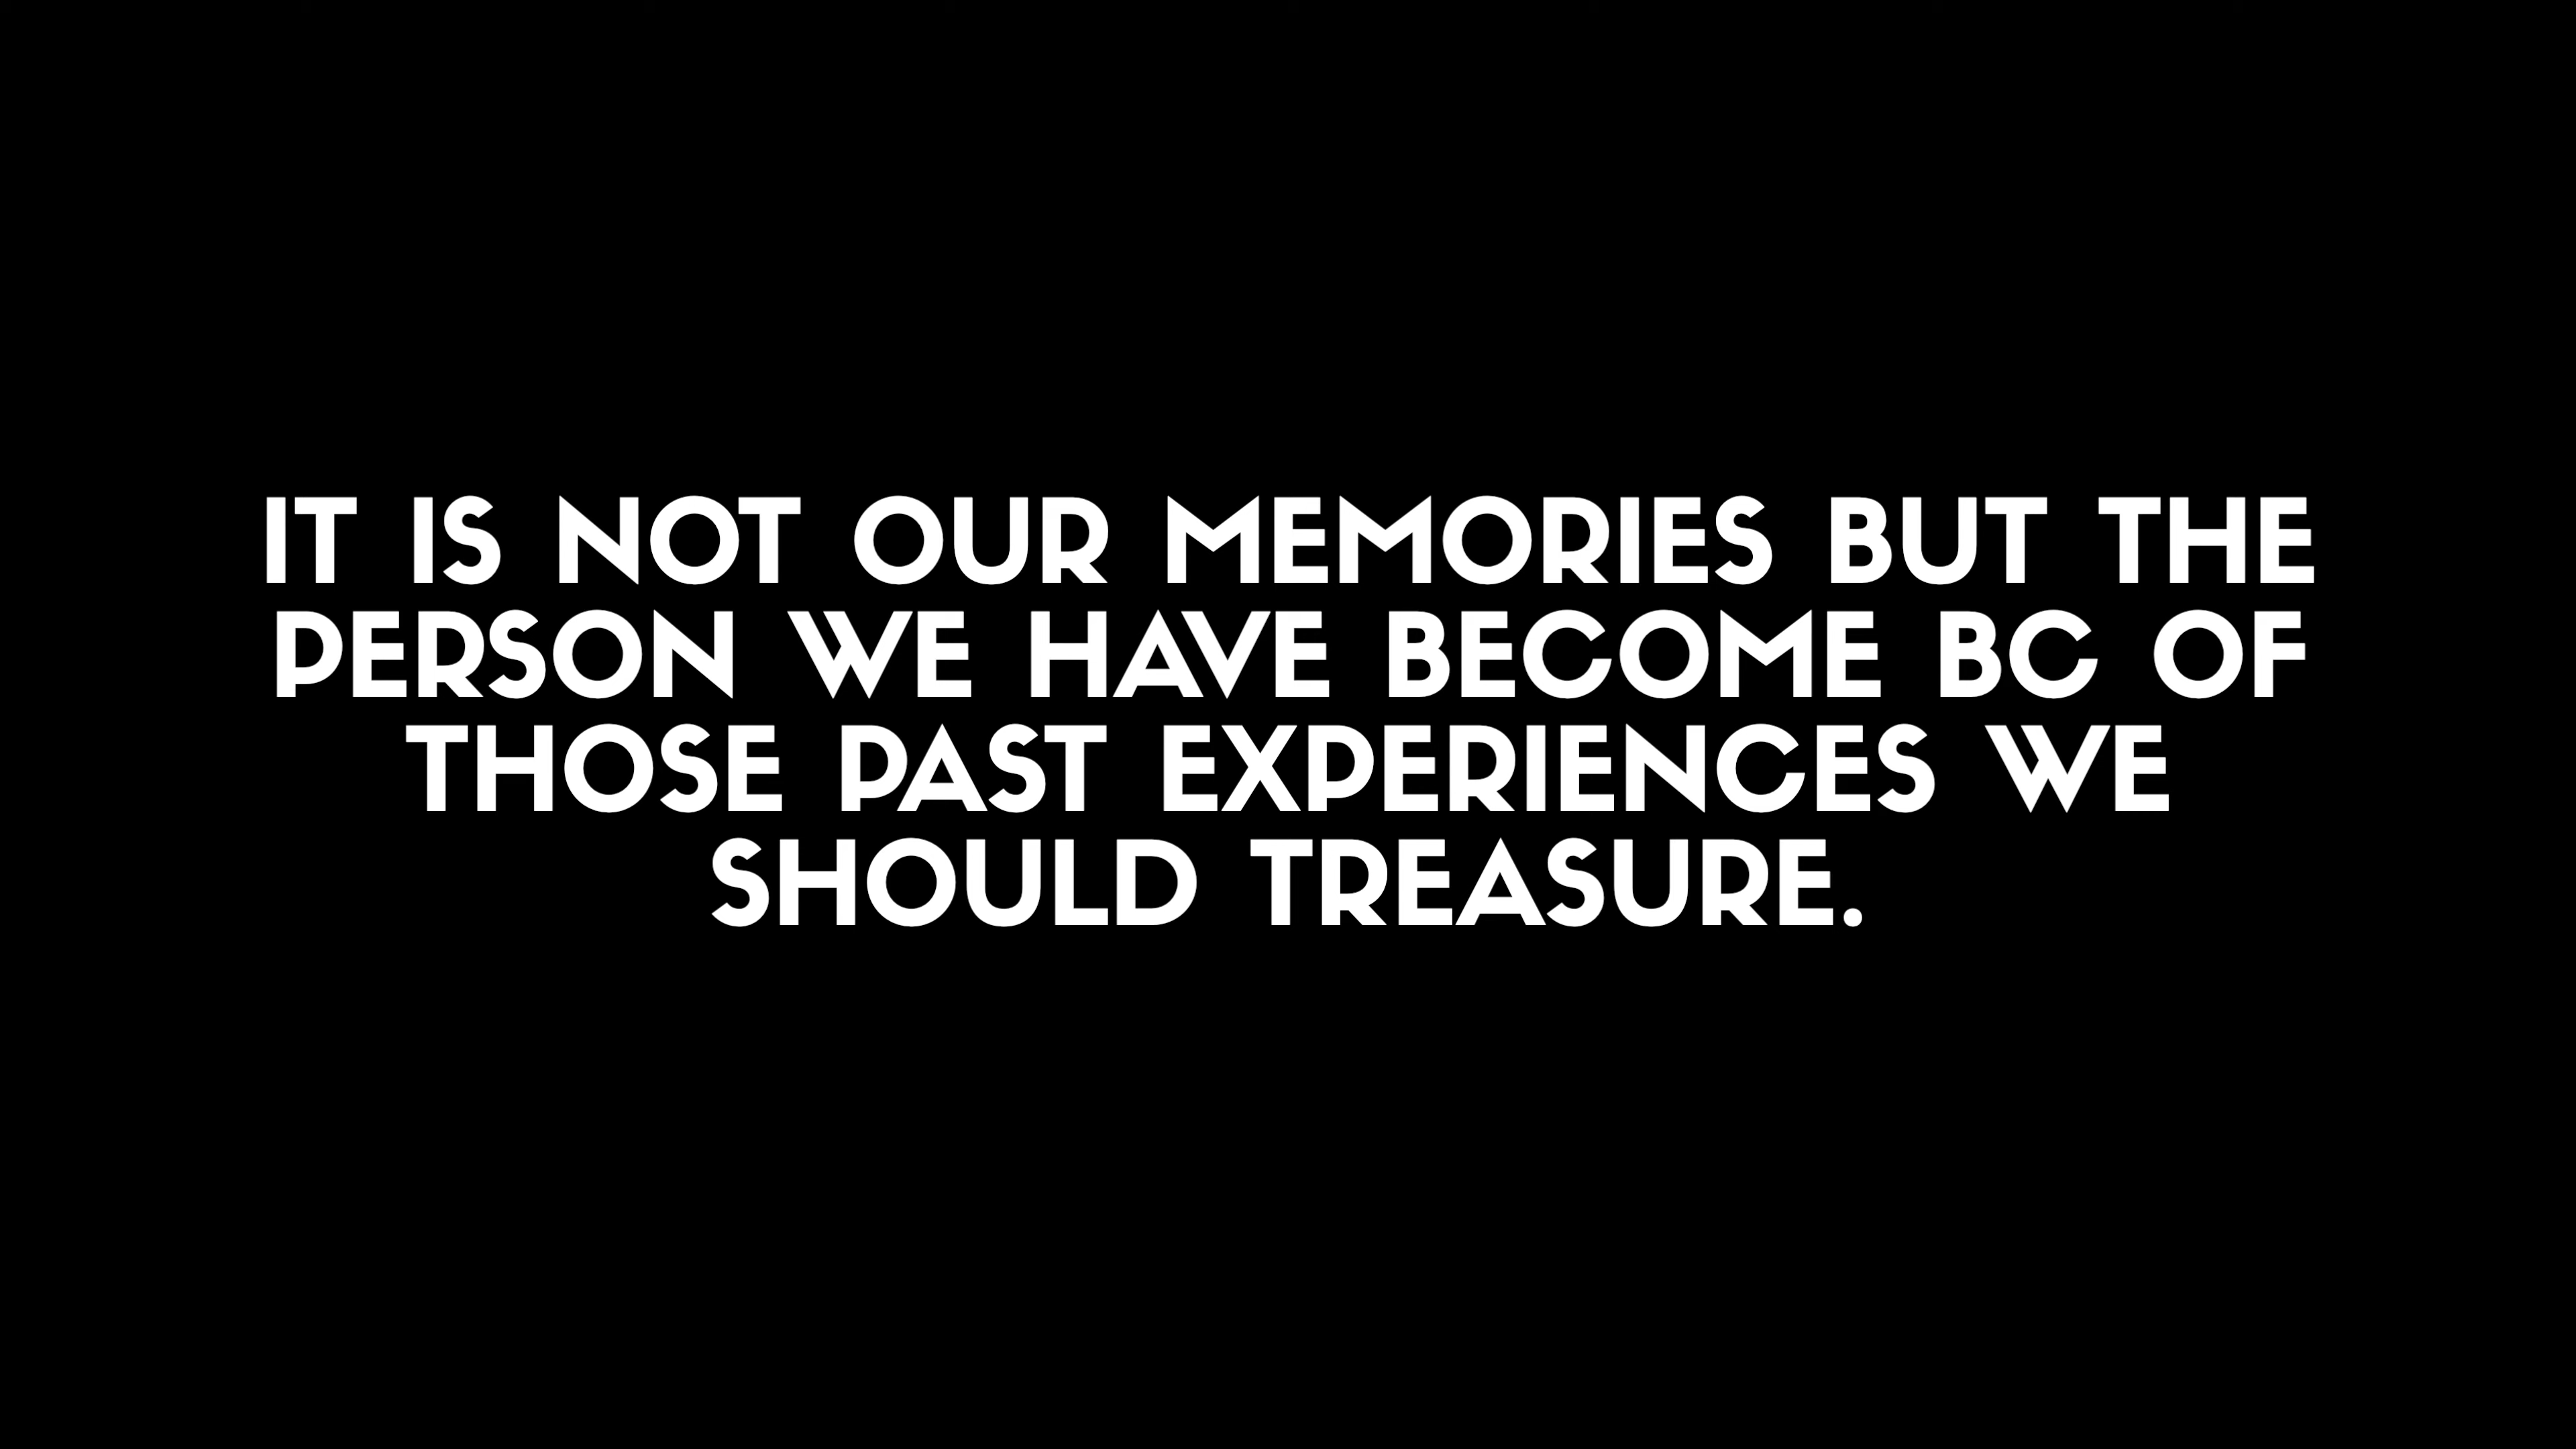 IT IS NOT OUR MEMORIES BUT THE
PERSON WE HAVE BECOME BC OF
THOSE PAST EXPERIENCES WE
SHOULD TREASURE.